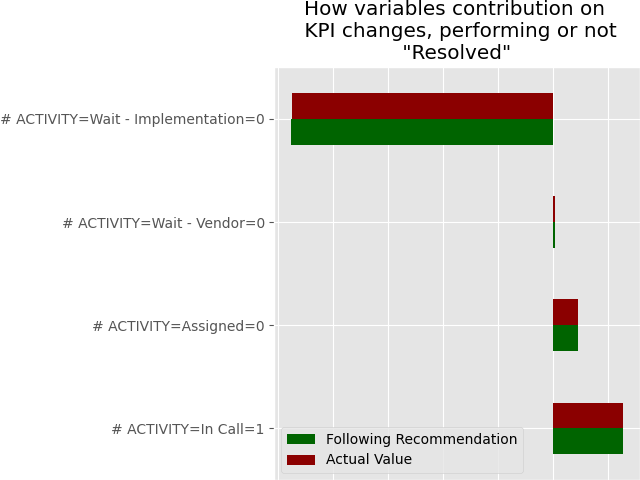 How variables contribution on
KPI changes, performing or not
"Resolved"
# ACTIVITY=Wait - Implementation=0
# ACTIVITY=Wait - Vendor=0
# ACTIVITY=Assigned=0
# ACTIVITY=In Call=1
Following Recommendation
Actual Value